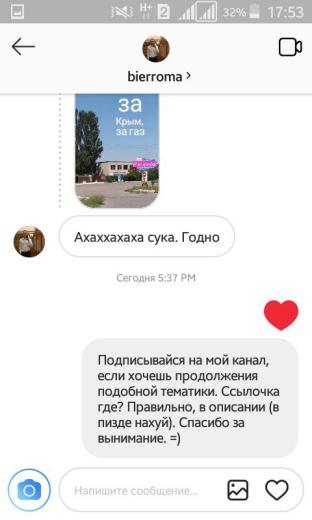 H+ 2 32% 17:53
bierroma >
за
Крым,
за газ
Ахаххахаха сука. Годно
Сегодня 5:37 PM
Подписывайся на мой канал,
если хочешь продолжения
подобной тематики. Ссылочка
где? Правильно, в описании (в
пизде нахуй). Спасибо за
вынимание. =)
Напишите сообщение...